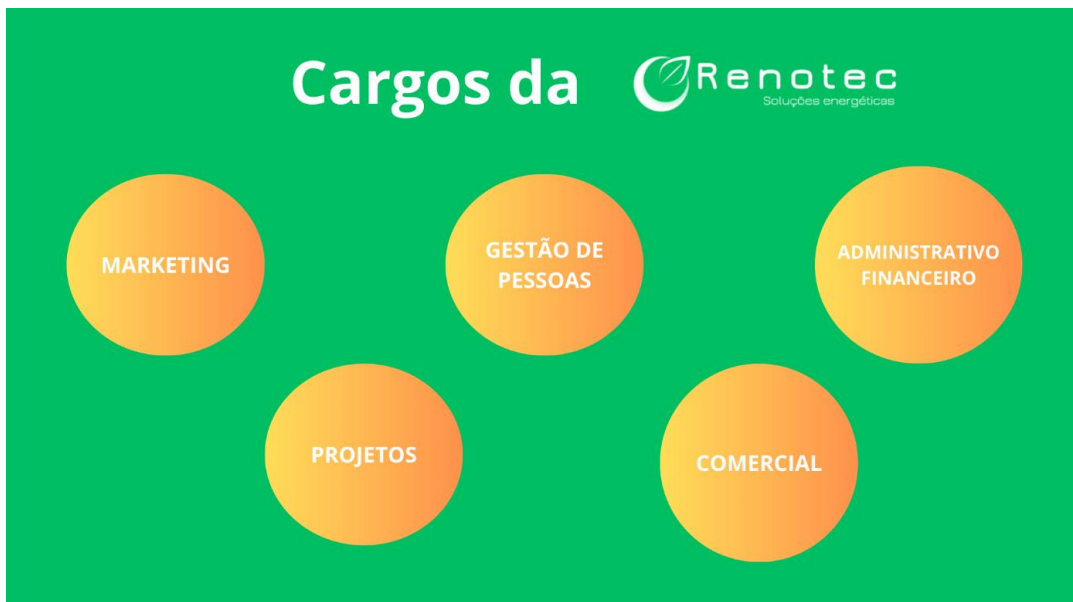 Cargos da
Renotec
Soluções energéticas
MARKETING
GESTÃO DE
PESSOAS
ADMINISTRATIVO
FINANCEIRO
PROJETOS
COMERCIAL